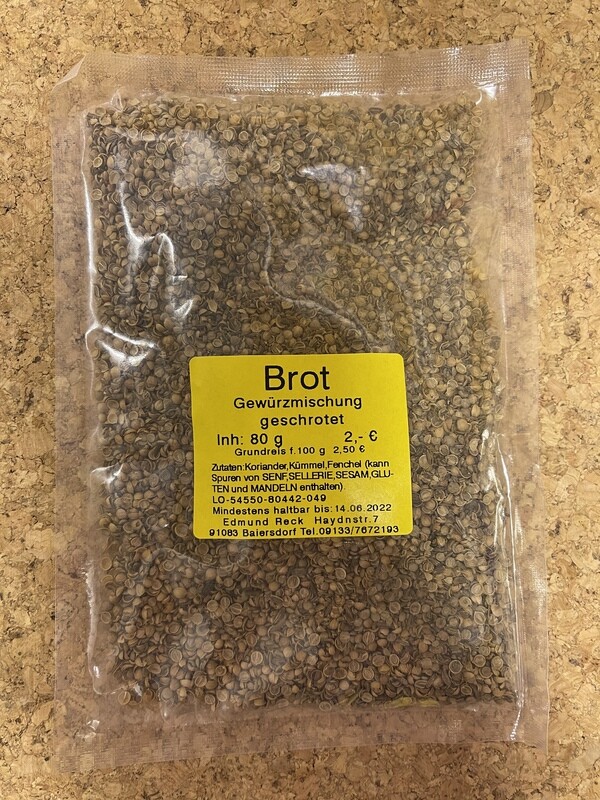 Brot
Gewürzmischung
geschrotet
Inh: 80 g 2,- €
Grundreis f.100 g 2,50 €
Zutaten:Koriander,Kümmel,Fenchel (kann
Spuren von SENF,SELLERIE,SESAM,GLU-
TEN und MANDELN enthalten).
LO-54550-80442-049
Mindestens haltbar bis:14.06.2022
Edmund Reck Haydnstr.7
91083 Baiersdorf Tel.09133/7672193